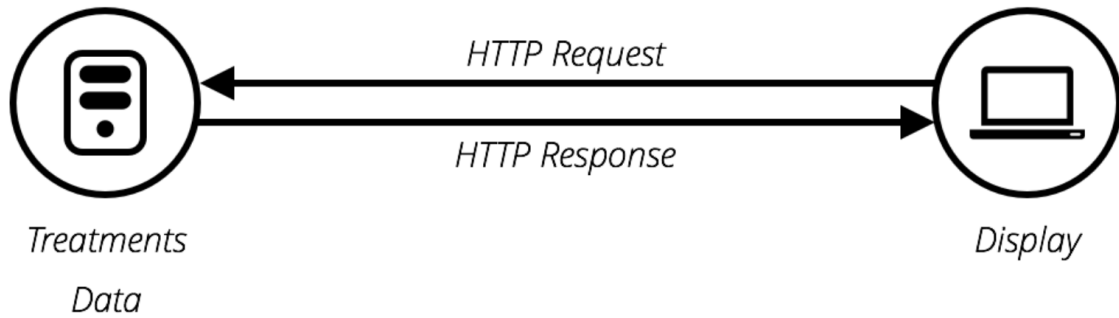 HTTP Request
HTTP Response
Treatments
Data
Display